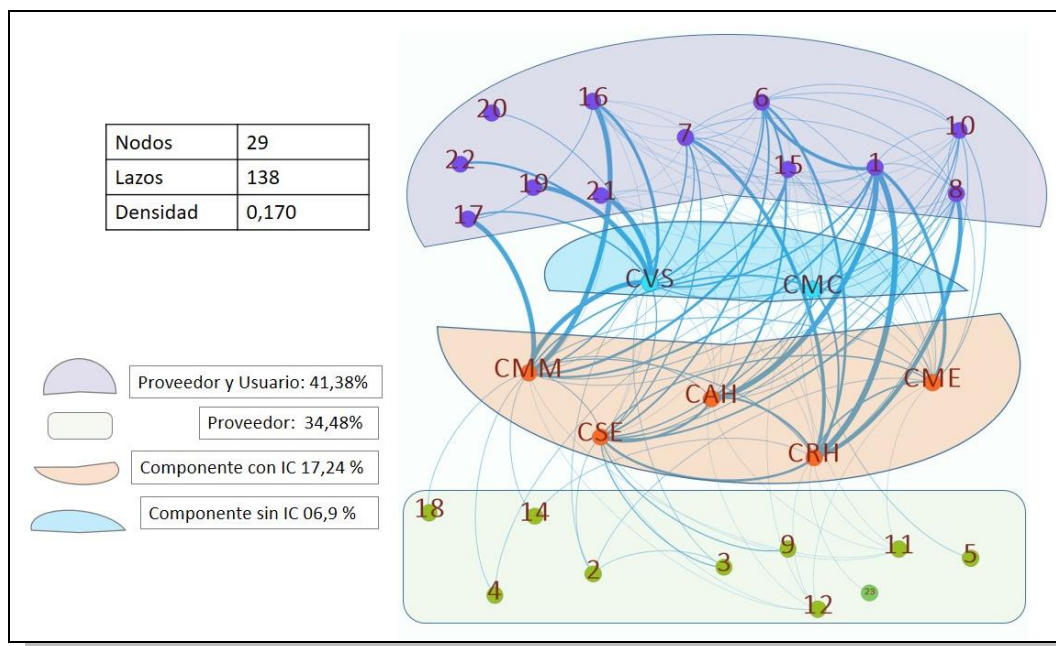 Nodos 29
Lazos 138
Densidad 0,170
Proveedor y Usuario: 41,38%
Proveedor: 34,48%
Componente con IC 17,24 %
Componente sin IC 06,9 %
20
16
6
10
7
22
19
21
15
1
8
17
CVS
CMC
CMM
CAH
CME
CSE
CRH
18
14
9
11
5
2
3
4
12
23